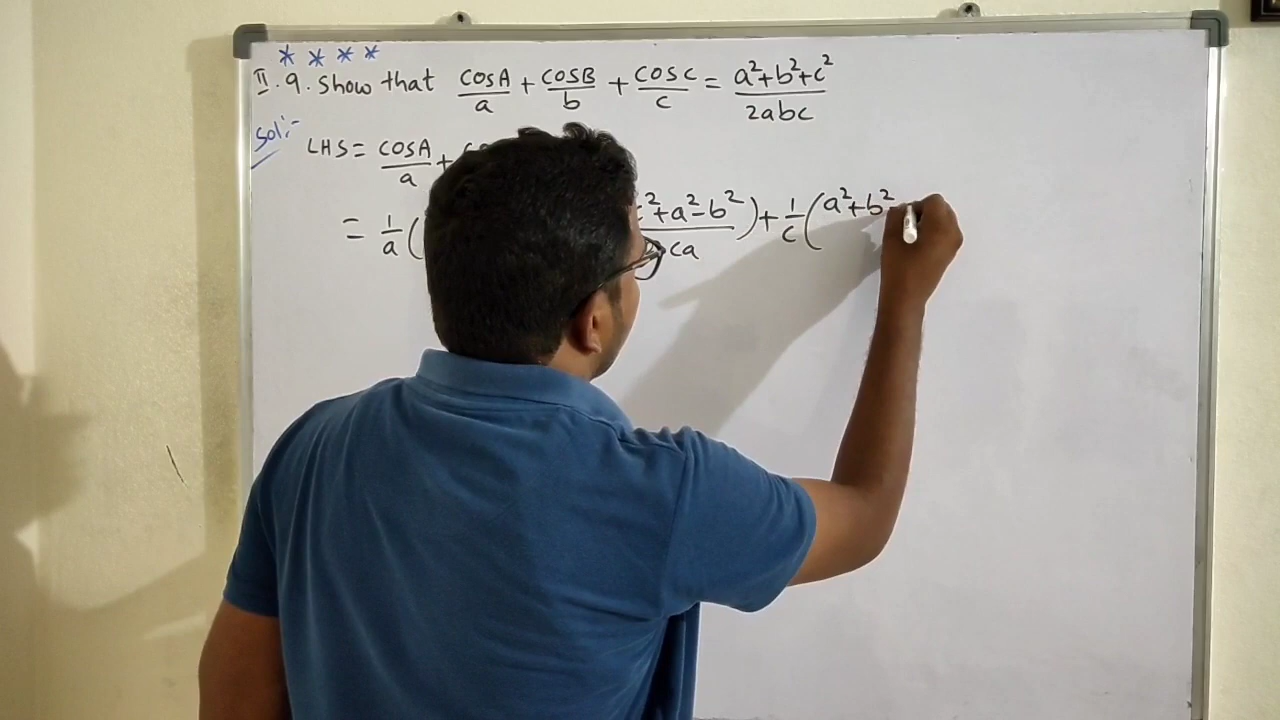 * * * *
II. 9. Show that cosA/a + cosB/b + cosc/c = a²+b²+c²/2abc
Sol:- LHS = cosA/a +
= 1/a ( ²+a²-b²/ca ) + 1/c ( a²+b²